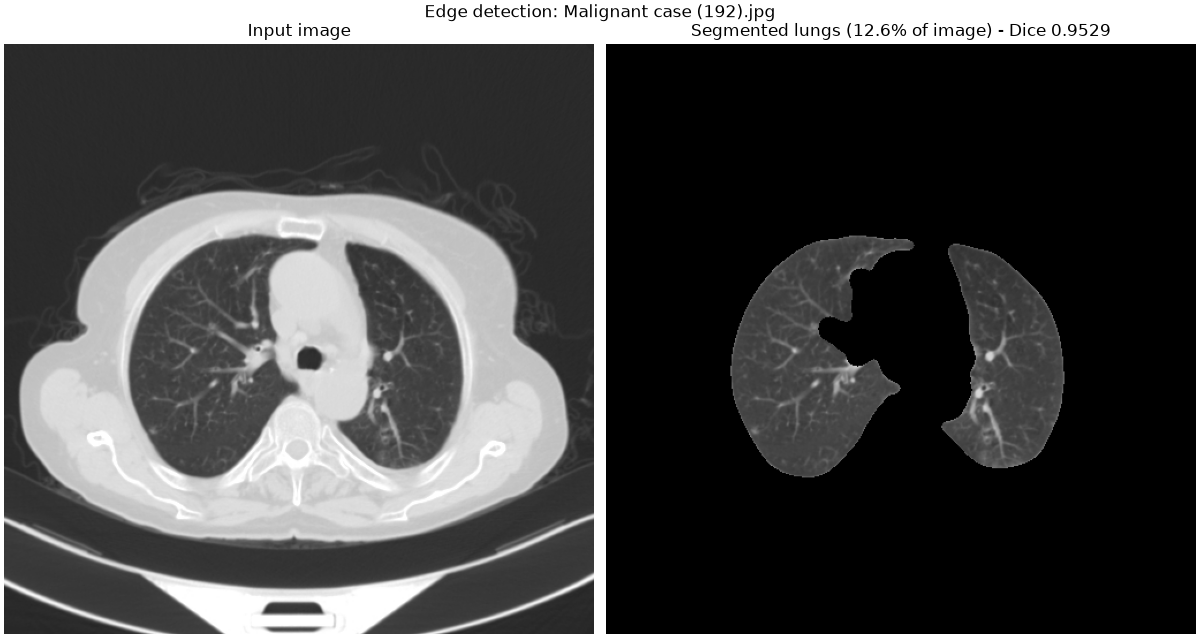 Edge detection: Malignant case (192).jpg
Input image
Segmented lungs (12.6% of image) - Dice 0.9529